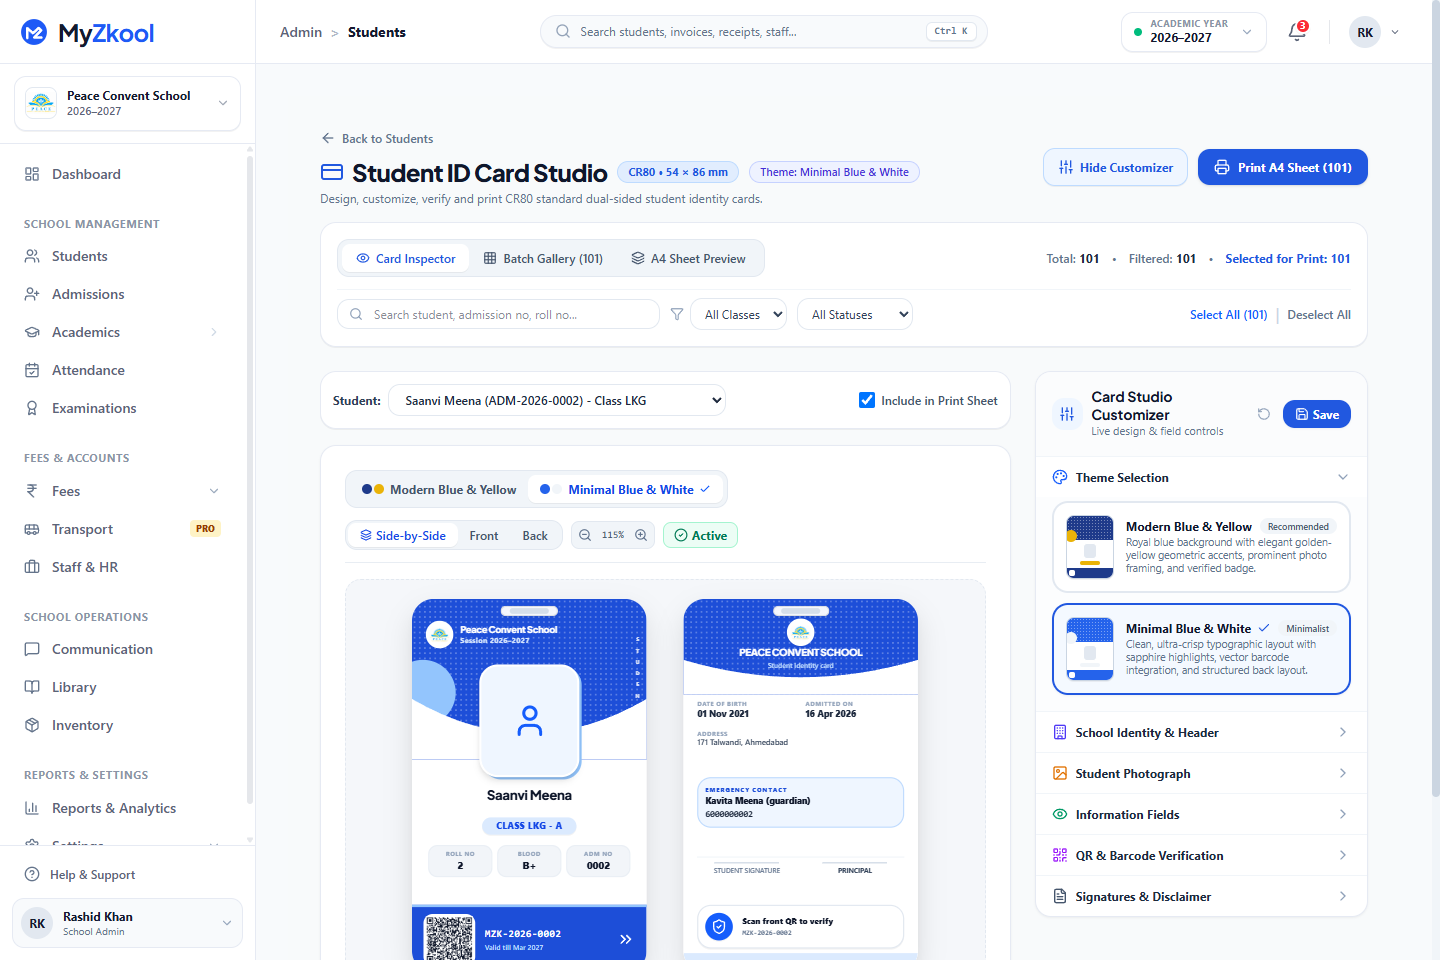 MyZkool
Admin > Students
Search students, invoices, receipts, staff...
Ctrl K
ACADEMIC YEAR
2026–2027
3
RK
Peace Convent School
2026–2027
Dashboard
SCHOOL MANAGEMENT
Students
Admissions
Academics
Attendance
Examinations
FEES & ACCOUNTS
Fees
Transport
PRO
Staff & HR
SCHOOL OPERATIONS
Communication
Library
Inventory
REPORTS & SETTINGS
Reports & Analytics
Settings
Help & Support
RK
Rashid Khan
School Admin
Back to Students
Student ID Card Studio
CR80 • 54 × 86 mm
Theme: Minimal Blue & White
Design, customize, verify and print CR80 standard dual-sided student identity cards.
Hide Customizer
Print A4 Sheet (101)
Card Inspector
Batch Gallery (101)
A4 Sheet Preview
Total: 101 • Filtered: 101 • Selected for Print: 101
Search student, admission no, roll no...
All Classes
All Statuses
Select All (101)
Deselect All
Student:
Saanvi Meena (ADM-2026-0002) - Class LKG
Include in Print Sheet
Modern Blue & Yellow
Minimal Blue & White
Side-by-Side
Front
Back
115%
Active
Peace Convent School
Session 2026–2027
STUDEN
Saanvi Meena
CLASS LKG - A
ROLL NO
2
BLOOD
B+
ADM NO
0002
MZK-2026-0002
Valid till Mar 2027
PEACE CONVENT SCHOOL
Student identity card
DATE OF BIRTH
01 Nov 2021
ADMITTED ON
16 Apr 2026
ADDRESS
171 Talwandi, Ahmedabad
EMERGENCY CONTACT
Kavita Meena (guardian)
6000000002
STUDENT SIGNATURE
PRINCIPAL
Scan front QR to verify
MZK-2026-0002
Card Studio
Customizer
Live design & field controls
Save
Theme Selection
Modern Blue & Yellow
Recommended
Royal blue background with elegant golden-
yellow geometric accents, prominent photo
framing, and verified badge.
Minimal Blue & White
Minimalist
Clean, ultra-crisp typographic layout with
sapphire highlights, vector barcode
integration, and structured back layout.
School Identity & Header
Student Photograph
Information Fields
QR & Barcode Verification
Signatures & Disclaimer